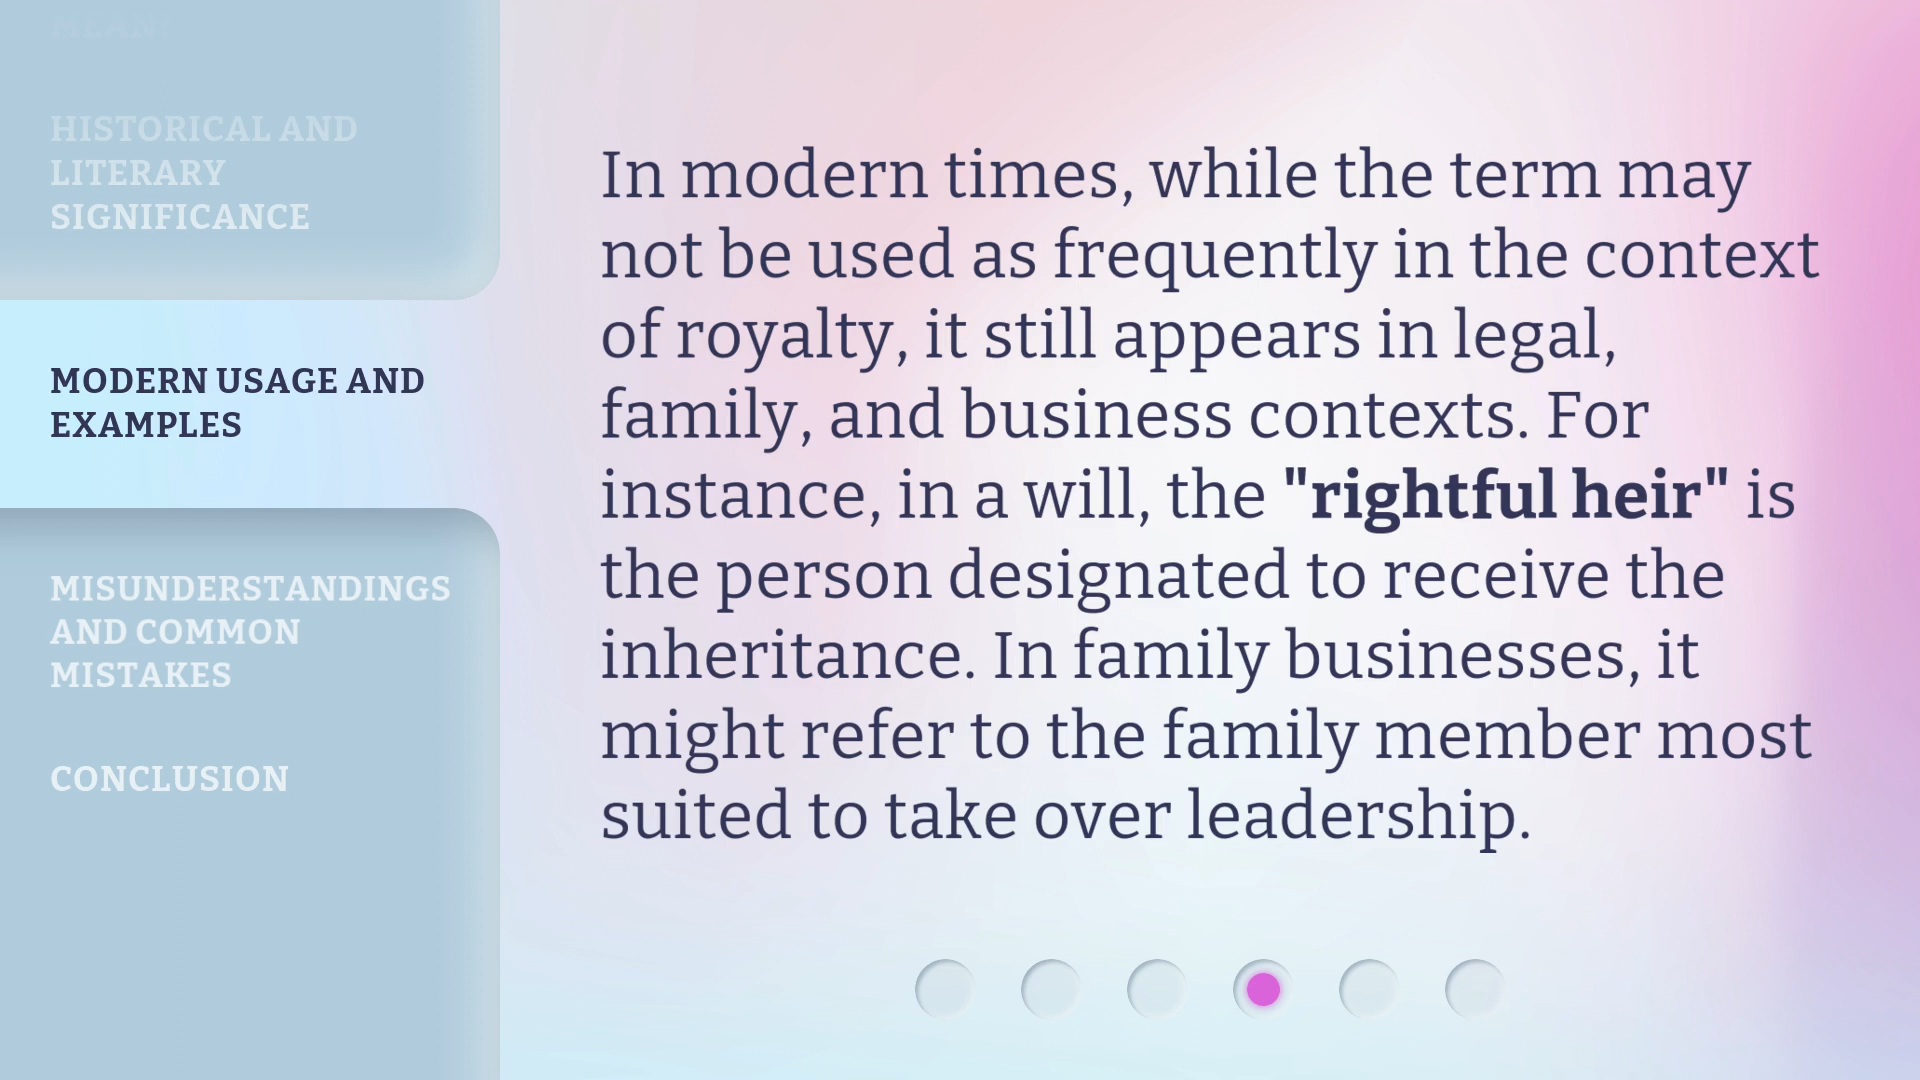 HISTORICAL AND
LITERARY
SIGNIFICANCE
MODERN USAGE AND
EXAMPLES
MISUNDERSTANDINGS
AND COMMON
MISTAKES
CONCLUSION
In modern times, while the term may
not be used as frequently in the context
of royalty, it still appears in legal,
family, and business contexts. For
instance, in a will, the "rightful heir" is
the person designated to receive the
inheritance. In family businesses, it
might refer to the family member most
suited to take over leadership.